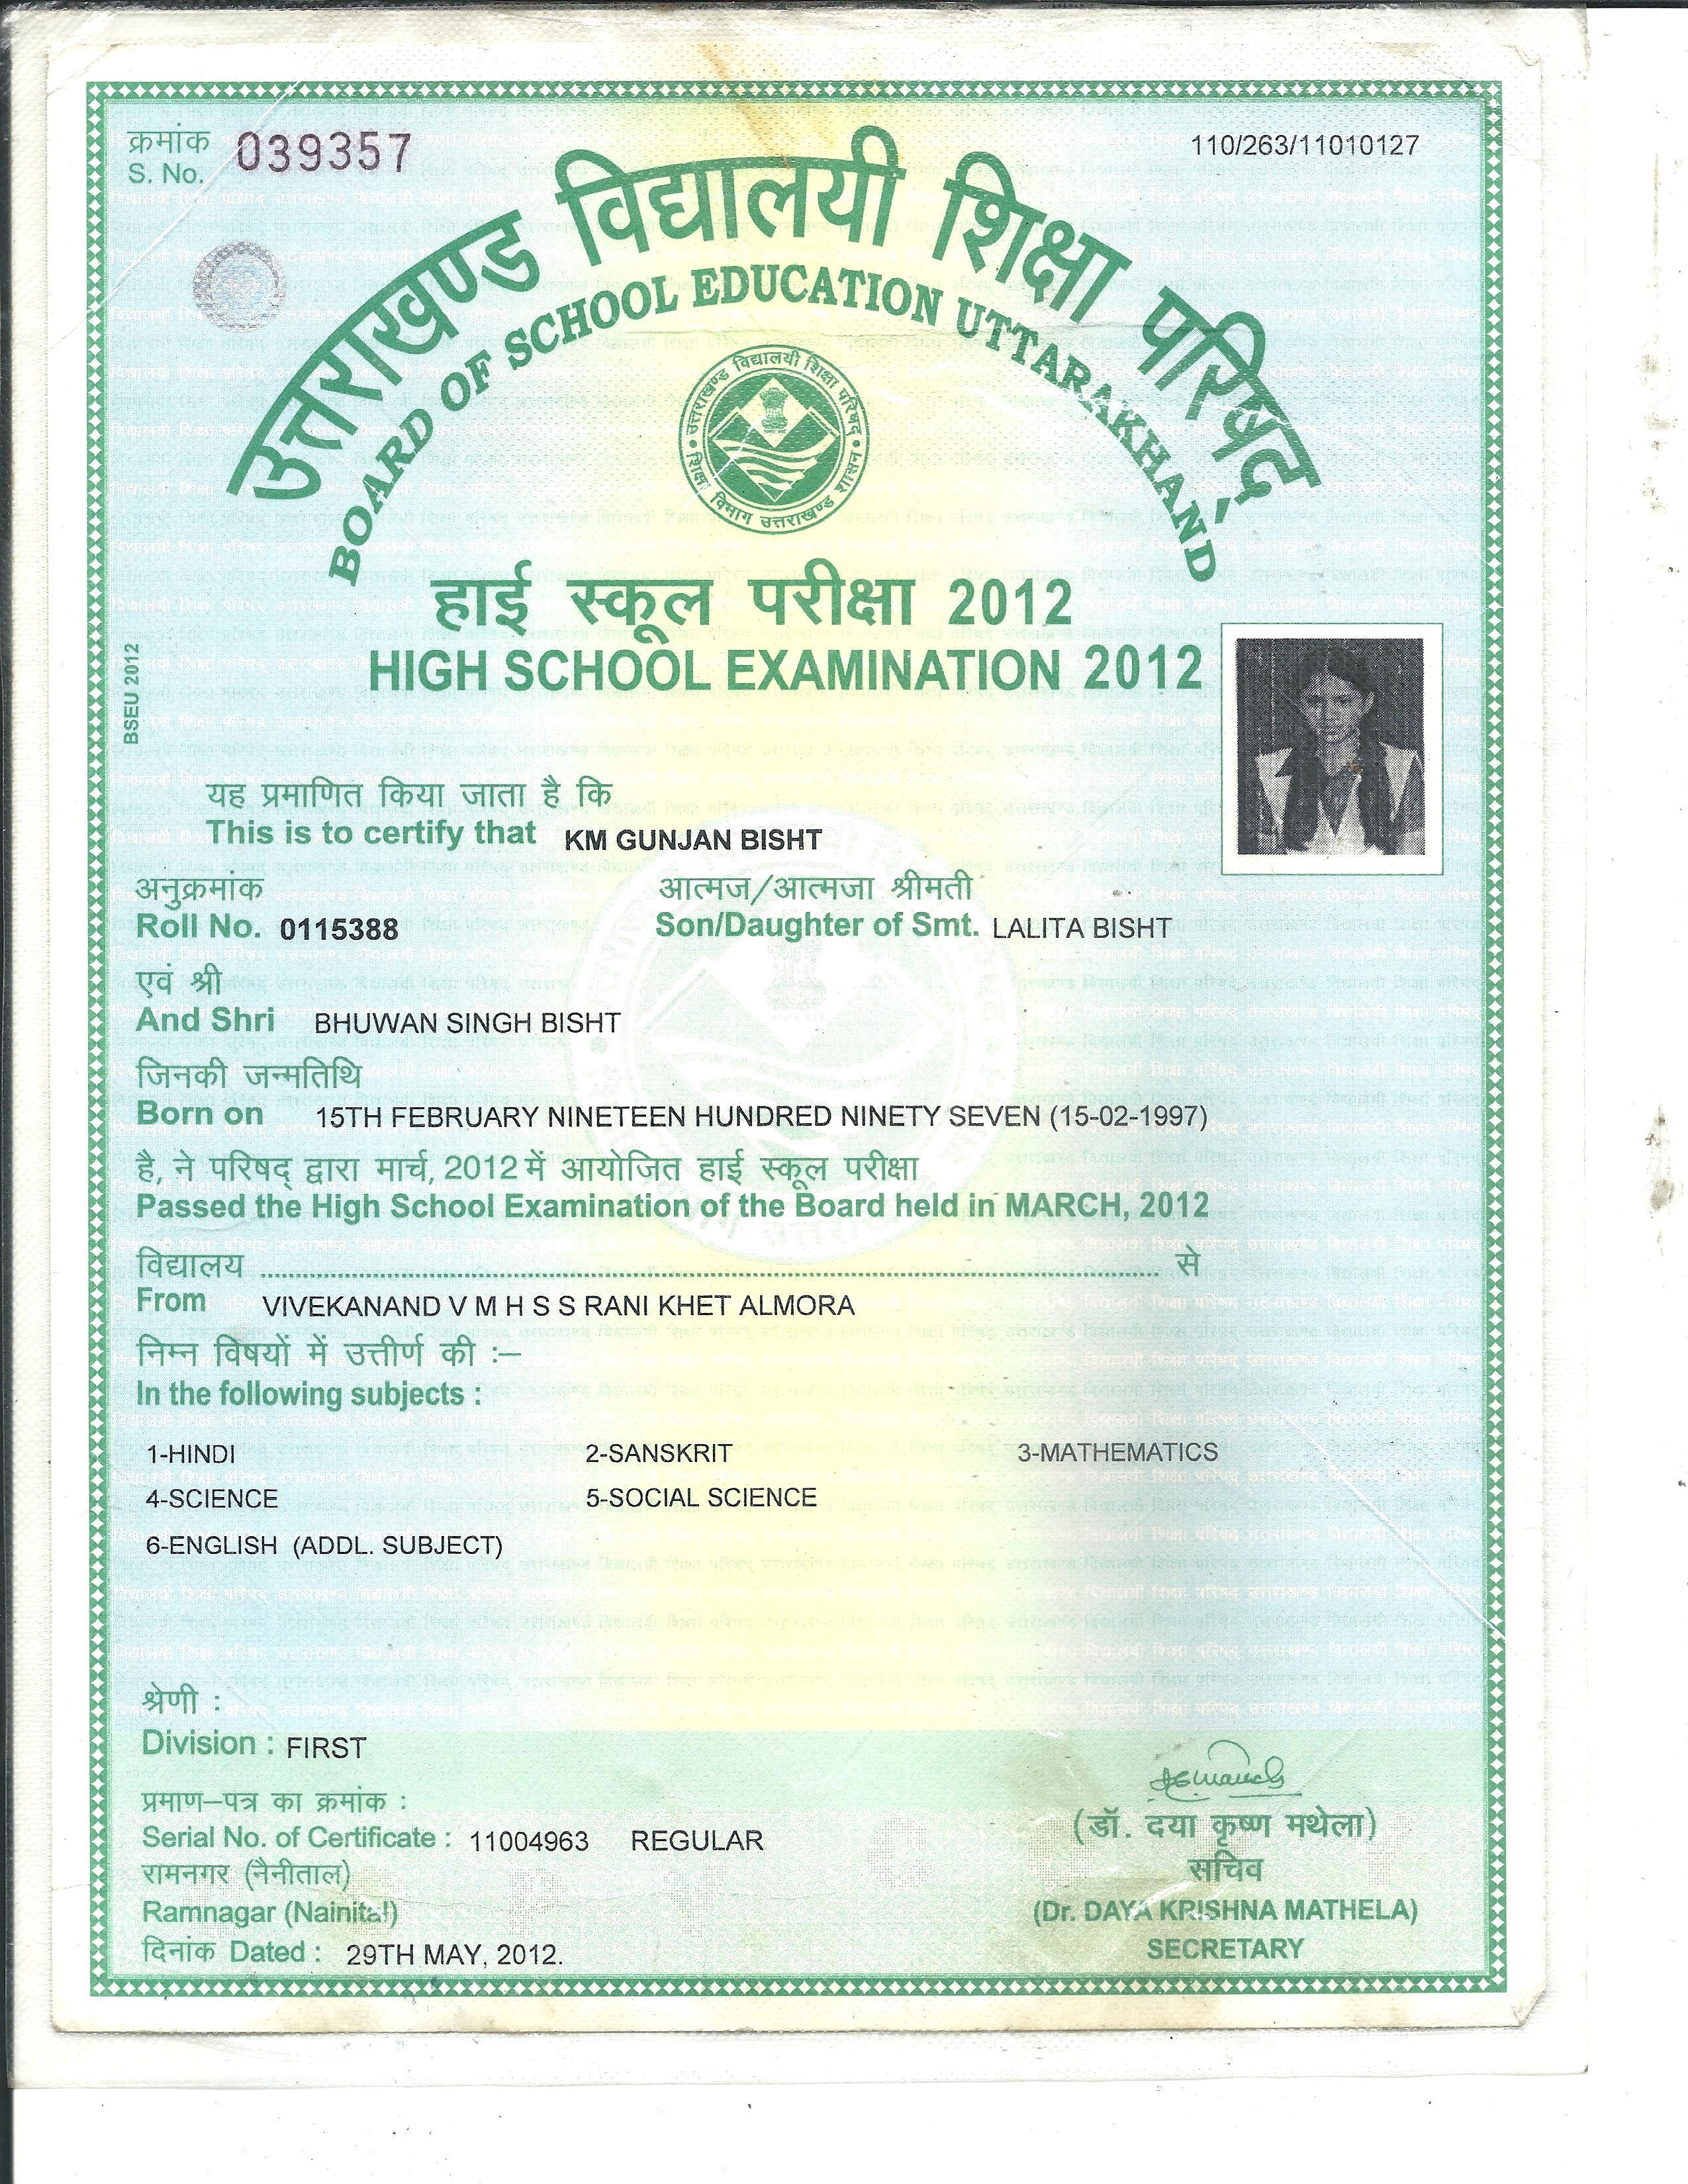 क्रमांक
S. No. 039357
110/263/11010127
उत्तराखण्ड विद्यालयी शिक्षा परिषद्
BOARD OF SCHOOL EDUCATION UTTARAKHAND
उत्तराखण्ड विद्यालयी शिक्षा परिषद
शिक्षा विभाग उत्तराखण्ड शासन
हाई स्कूल परीक्षा 2012
HIGH SCHOOL EXAMINATION 2012
BSEU 2012
यह प्रमाणित किया जाता है कि
This is to certify that KM GUNJAN BISHT
अनुक्रमांक आत्मज/आत्मजा श्रीमती
Roll No. 0115388 Son/Daughter of Smt. LALITA BISHT
एवं श्री
And Shri BHUWAN SINGH BISHT
जिनकी जन्मतिथि
Born on 15TH FEBRUARY NINETEEN HUNDRED NINETY SEVEN (15-02-1997)
है, ने परिषद् द्वारा मार्च, 2012 में आयोजित हाई स्कूल परीक्षा
Passed the High School Examination of the Board held in MARCH, 2012
विद्यालय ........ से
From VIVEKANAND V M H S S RANI KHET ALMORA
निम्न विषयों में उत्तीर्ण की :–
In the following subjects :
1-HINDI 2-SANSKRIT 3-MATHEMATICS
4-SCIENCE 5-SOCIAL SCIENCE
6-ENGLISH (ADDL. SUBJECT)
श्रेणी :
Division : FIRST
प्रमाण–पत्र का क्रमांक :
Serial No. of Certificate : 11004963 REGULAR
रामनगर (नैनीताल)
Ramnagar (Nainital)
दिनांक Dated : 29TH MAY, 2012.
(डॉ. दया कृष्ण मथेला)
सचिव
(Dr. DAYA KRISHNA MATHELA)
SECRETARY